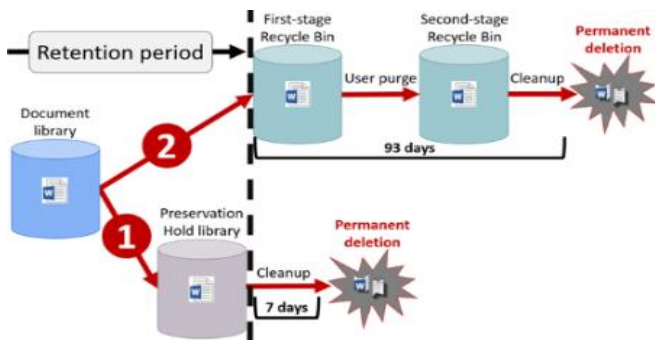 First-stage
Recycle Bin
Second-stage
Recycle Bin
Permanent
deletion
Retention period
User purge
Cleanup
Document
library
2
93 days
1
Preservation
Hold library
Permanent
deletion
Cleanup
7 days